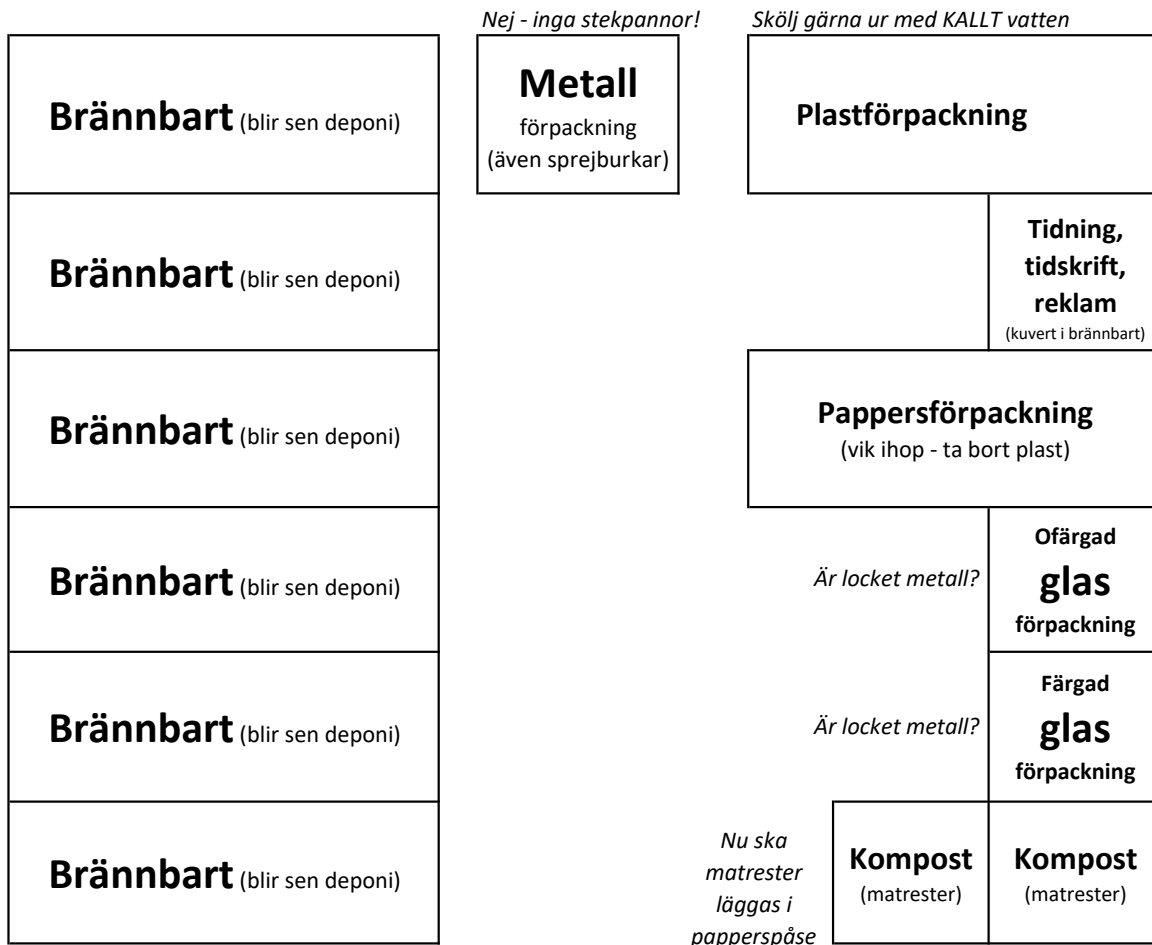 Nej - inga stekpannor!
Skölj gärna ur med KALLT vatten
Brännbart (blir sen deponi)
Metall
förpackning
(även sprejburkar)
Plastförpackning
Brännbart (blir sen deponi)
Tidning,
tidskrift,
reklam
(kuvert i brännbart)
Brännbart (blir sen deponi)
Pappersförpackning
(vik ihop - ta bort plast)
Brännbart (blir sen deponi)
Är locket metall?
Ofärgad
glas
förpackning
Brännbart (blir sen deponi)
Är locket metall?
Färgad
glas
förpackning
Brännbart (blir sen deponi)
Nu ska
matrester
läggas i
papperspåse
Kompost
(matrester)
Kompost
(matrester)